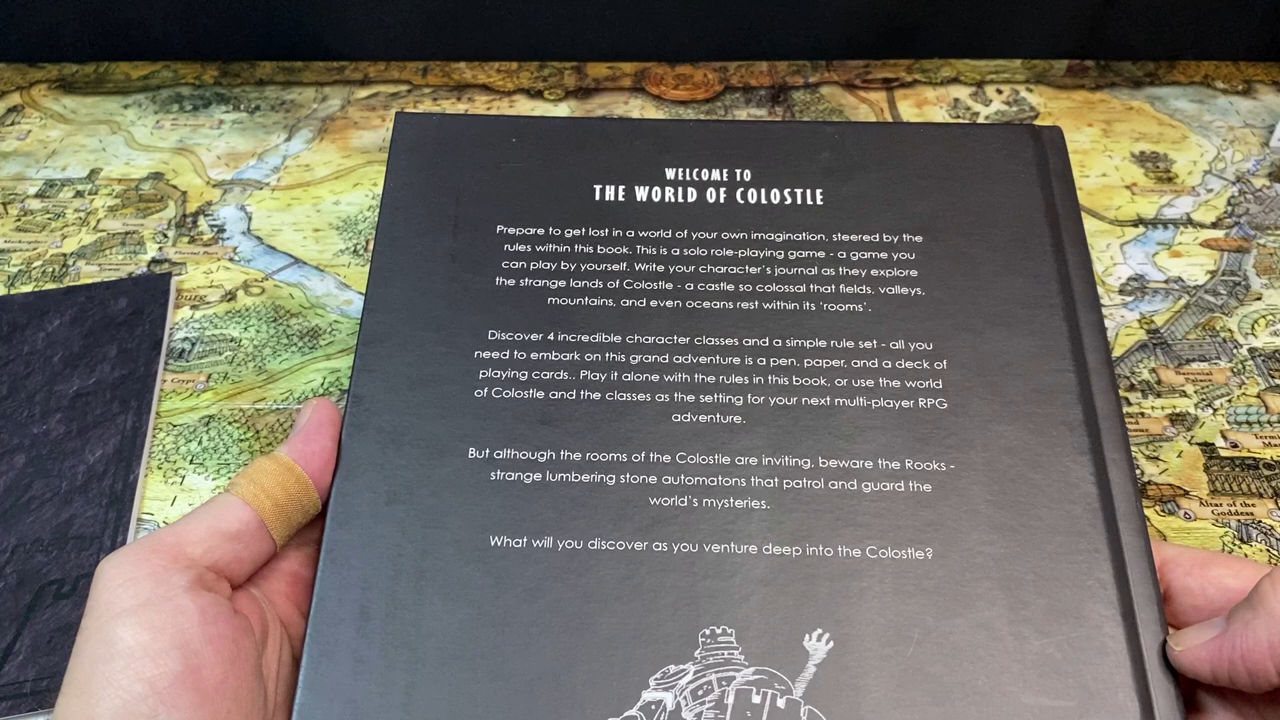 WELCOME TO
THE WORLD OF COLOSTLE
Prepare to get lost in a world of your own imagination, steered by the
rules within this book. This is a solo role-playing game - a game you
can play by yourself. Write your character's journal as they explore
the strange lands of Colostle - a castle so colossal that fields, valleys,
mountains, and even oceans rest within its 'rooms'.
Discover 4 incredible character classes and a simple rule set - all you
need to embark on this grand adventure is a pen, paper, and a deck of
playing cards.. Play it alone with the rules in this book, or use the world
of Colostle and the classes as the setting for your next multi-player RPG
adventure.
But although the rooms of the Colostle are inviting, beware the Rooks -
strange lumbering stone automatons that patrol and guard the
world's mysteries.
What will you discover as you venture deep into the Colostle?
burg
Baronial
Palace
Altar of the
Goddess